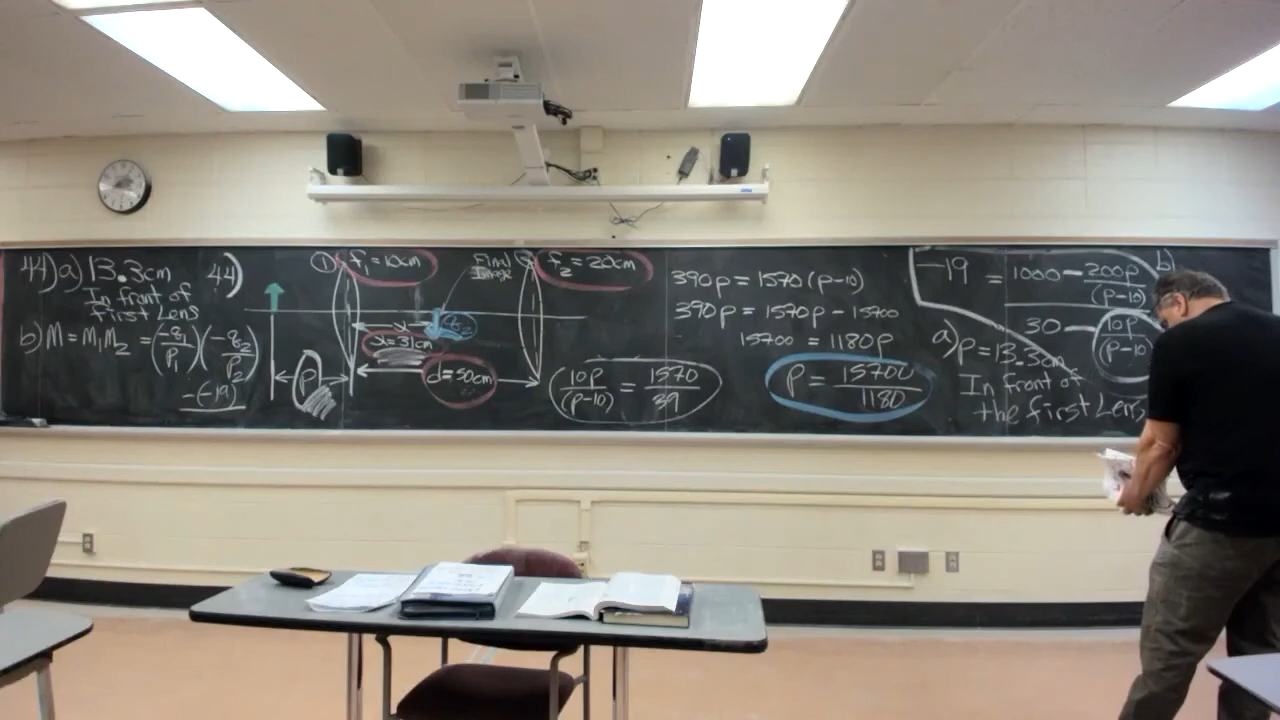 44) a) 13.3cm
In front of
first Lens
b) M = M₁M₂ = (-q₁/p₁)(-q₂/p₂)
-(-19)
44)
① f₁ = 10cm
Final
Image
② f₂ = 20cm
x
q₂
x = 31cm
p
d = 50cm
10p/(p-10) = 1570/39
390p = 1570(p-10)
390p = 1570p - 15700
15700 = 1180p
p = 15700/1180
-19 = 1000 - 200p/(p-10)
30 - 10p/(p-10)
a) p = 13.3cm
In front of
the first Lens
b)